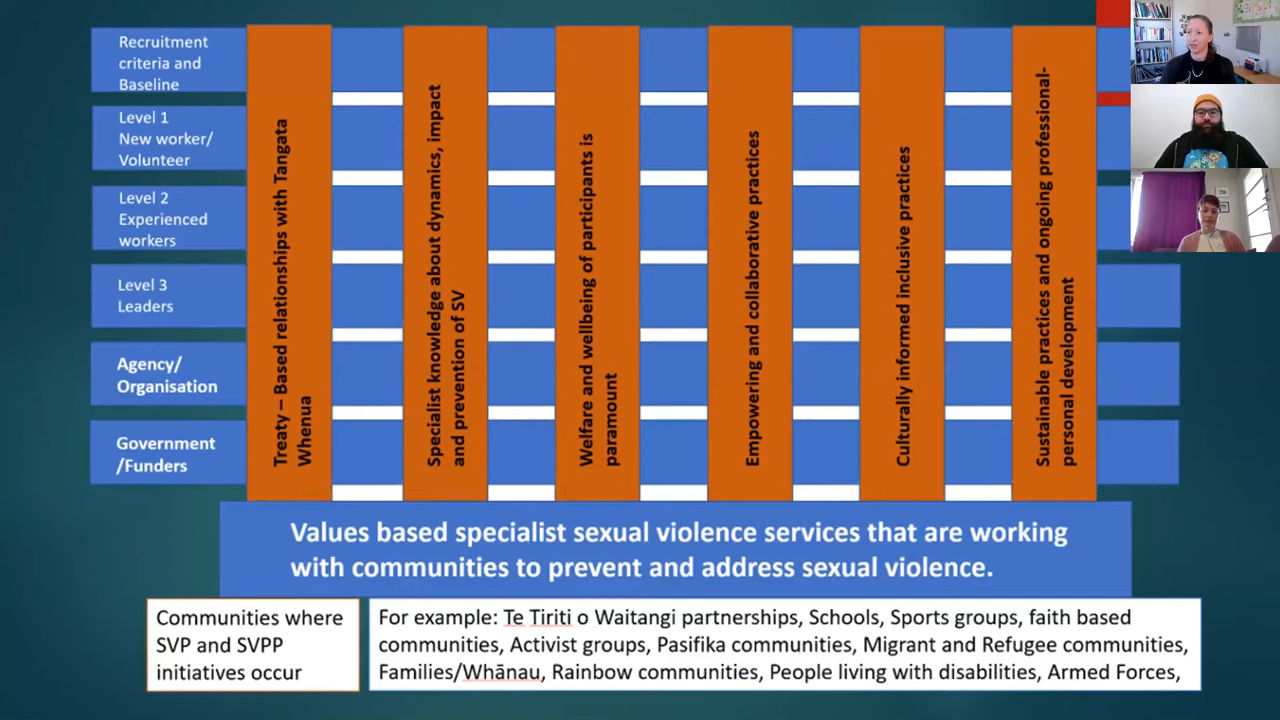 Recruitment
criteria and
Baseline
Level 1
New worker/
Volunteer
Level 2
Experienced
workers
Level 3
Leaders
Agency/
Organisation
Government
/Funders
Treaty – Based relationships with Tangata
Whenua
Specialist knowledge about dynamics, impact
and prevention of SV
Welfare and wellbeing of participants is
paramount
Empowering and collaborative practices
Culturally informed inclusive practices
Sustainable practices and ongoing professional-
personal development
Values based specialist sexual violence services that are working
with communities to prevent and address sexual violence.
Communities where
SVP and SVPP
initiatives occur
For example: Te Tiriti o Waitangi partnerships, Schools, Sports groups, faith based
communities, Activist groups, Pasifika communities, Migrant and Refugee communities,
Families/Whānau, Rainbow communities, People living with disabilities, Armed Forces,